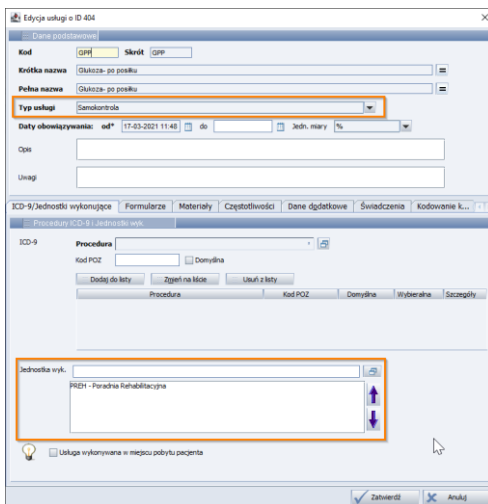 Edycja usługi o ID 404
Dane podstawowe
Kod GPP Skrót GPP
Krótka nazwa Glukoza- po posiłku
Pełna nazwa Glukoza- po posiłku
Typ usługi Samokontrola
Daty obowiązywania: od* 17-03-2021 11:48 do Jedn. miary %
Opis
Uwagi
ICD-9/Jednostki wykonujące Formularze Materiały Częstotliwości Dane dodatkowe Świadczenia Kodowanie k...
Procedury ICD-9 i Jednostki wyk
ICD-9 Procedura
Kod POZ Domyślna
Dodaj do listy Zmień na liście Usuń z listy
Procedura Kod POZ Domyślna Wybieralna Szczegóły
Jednostka wyk.
PREH - Poradnia Rehabilitacyjna
Usługa wykonywana w miejscu pobytu pacjenta
Zatwierdź Anuluj